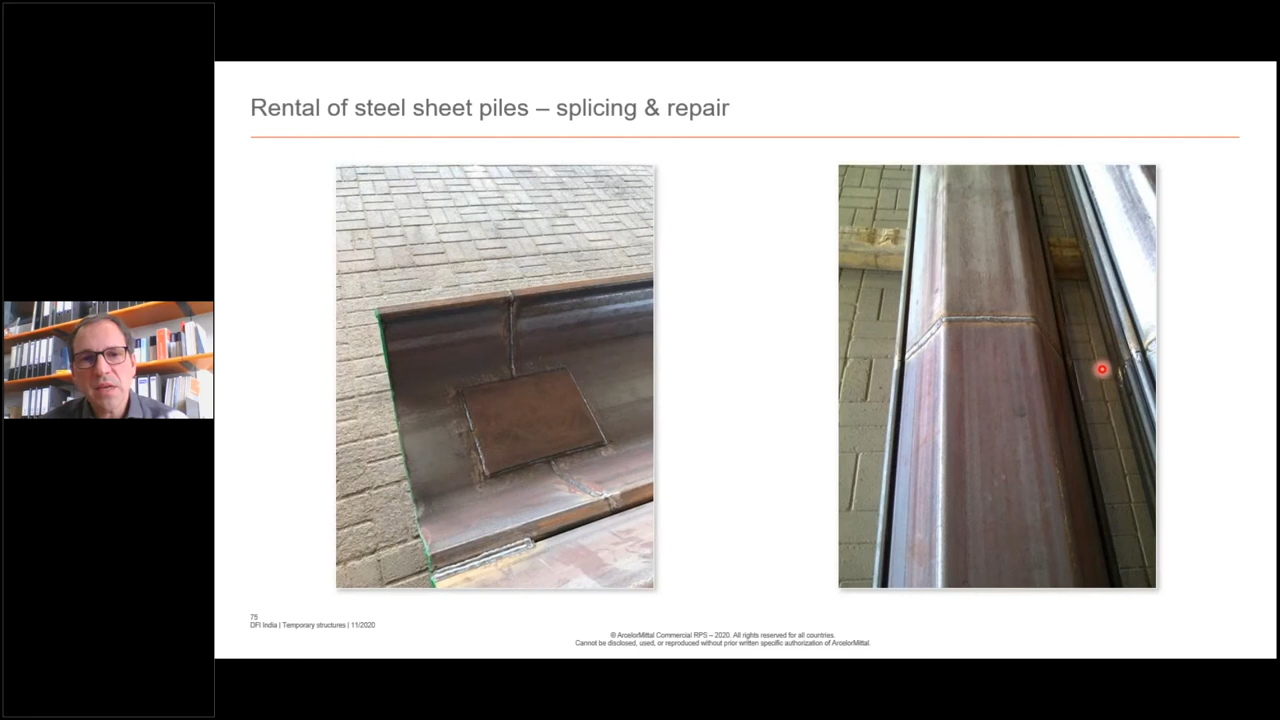 Rental of steel sheet piles – splicing & repair
75
DFI India | Temporary structures | 11/2020
© ArcelorMittal Commercial RPS – 2020. All rights reserved for all countries.
Cannot be disclosed, used, or reproduced without prior written specific authorization of ArcelorMittal.